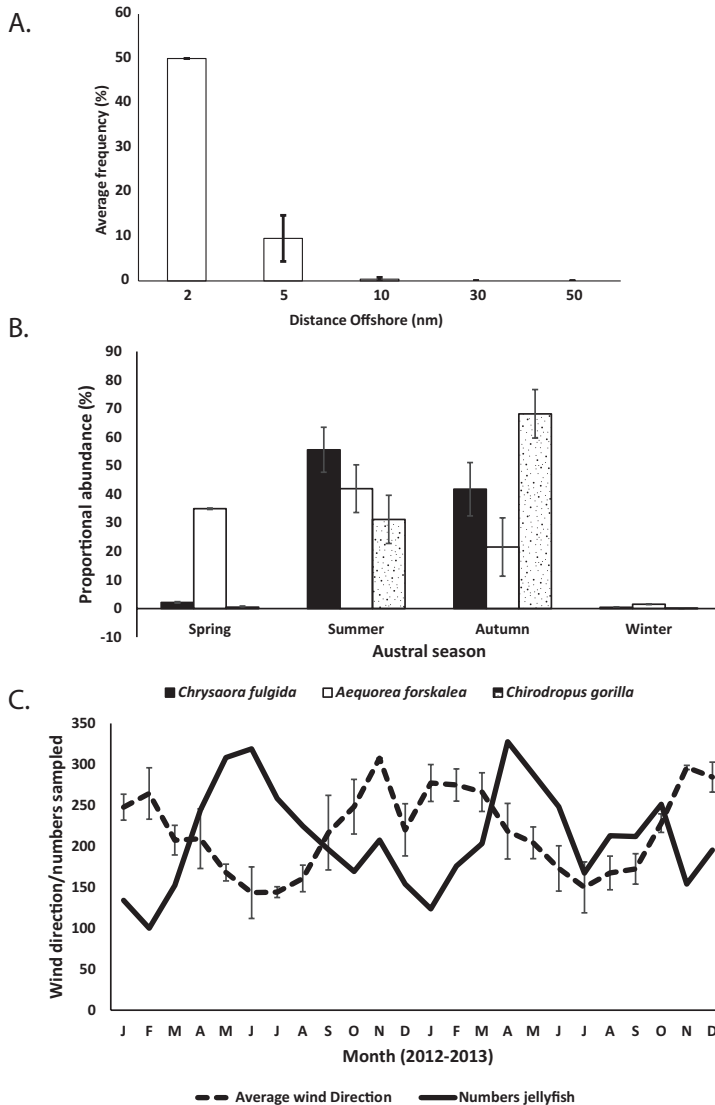 A.
Average frequency (%)
60
50
40
30
20
10
0
2 5 10 30 50
Distance Offshore (nm)
B.
Proportional abundance (%)
90
80
70
60
50
40
30
20
10
0
-10
Spring Summer Autumn Winter
Austral season
Chrysaora fulgida Aequorea forskalea Chirodropus gorilla
C.
Wind direction/numbers sampled
350
300
250
200
150
100
50
0
J F M A M J J A S O N D J F M A M J J A S O N D
Month (2012-2013)
Average wind Direction Numbers jellyfish